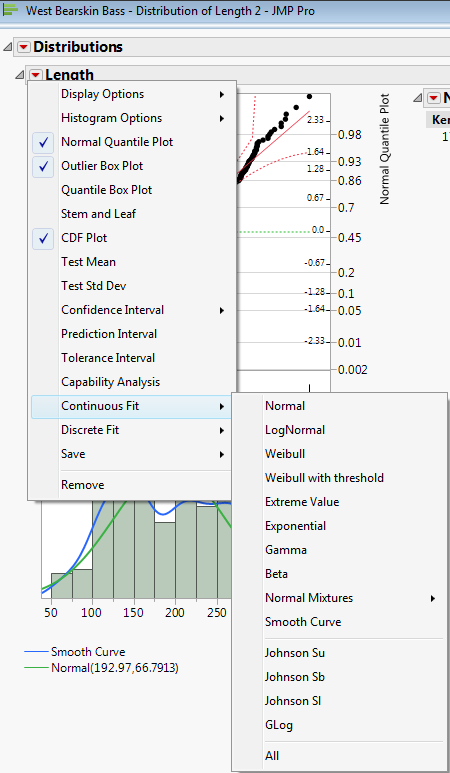 West Bearskin Bass - Distribution of Length 2 - JMP Pro
Distributions
Length
Display Options
Histogram Options
Normal Quantile Plot
Outlier Box Plot
Quantile Box Plot
Stem and Leaf
CDF Plot
Test Mean
Test Std Dev
Confidence Interval
Prediction Interval
Tolerance Interval
Capability Analysis
Continuous Fit
Discrete Fit
Save
Remove
2.33
1.64
1.28
0.67
0.0
-0.67
-1.28
-1.64
-2.33
0.98
0.93
0.86
0.7
0.45
0.2
0.1
0.05
0.01
0.002
Normal Quantile Plot
Normal
LogNormal
Weibull
Weibull with threshold
Extreme Value
Exponential
Gamma
Beta
Normal Mixtures
Smooth Curve
Johnson Su
Johnson Sb
Johnson Sl
GLog
All
50 100 150 200 250
Smooth Curve
Normal(192.97,66.7913)